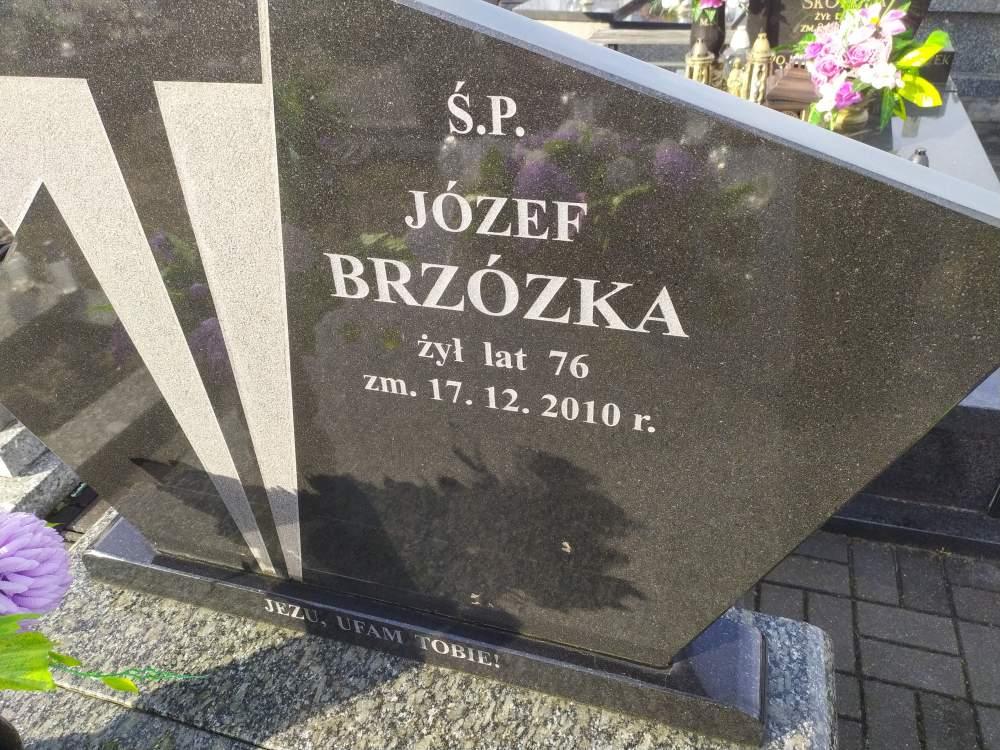 Ś.P.
JÓZEF
BRZÓZKA
żył lat 76
zm. 17. 12. 2010 r.
JEZU, UFAM TOBIE!